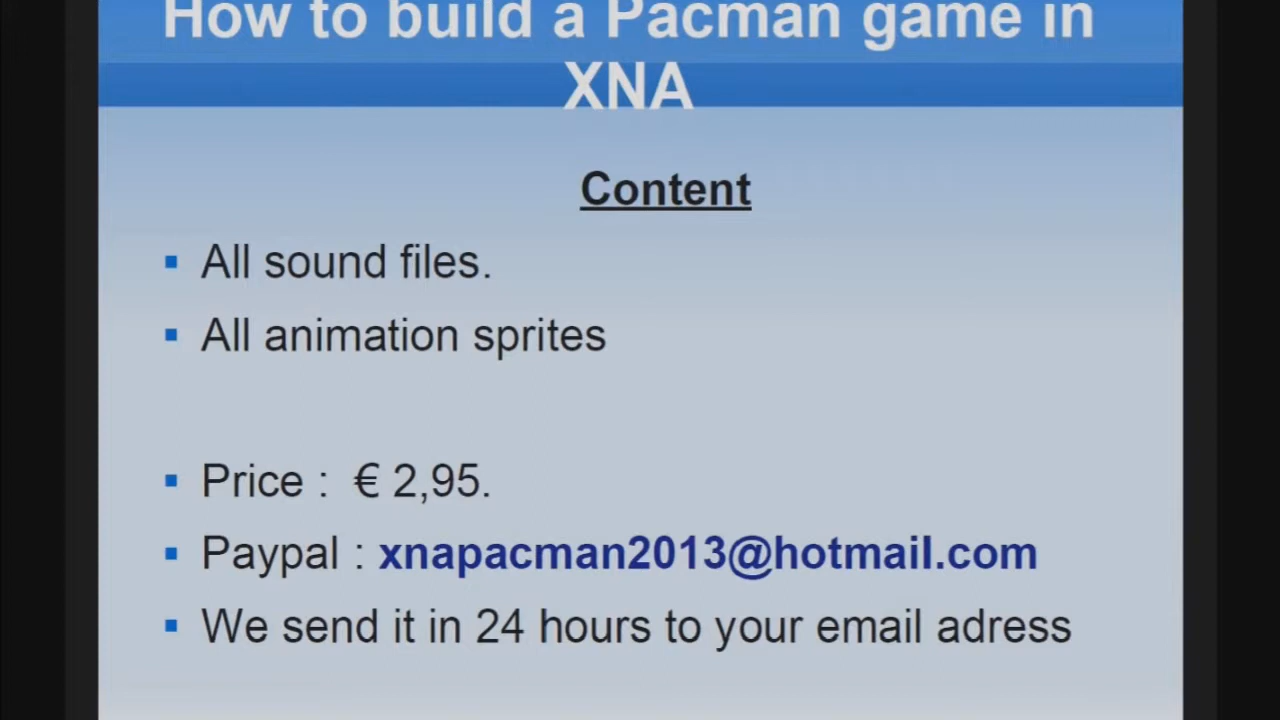 How to build a Pacman game in
XNA
Content
▪ All sound files.
▪ All animation sprites
▪ Price : € 2,95.
▪ Paypal : xnapacman2013@hotmail.com
▪ We send it in 24 hours to your email adress